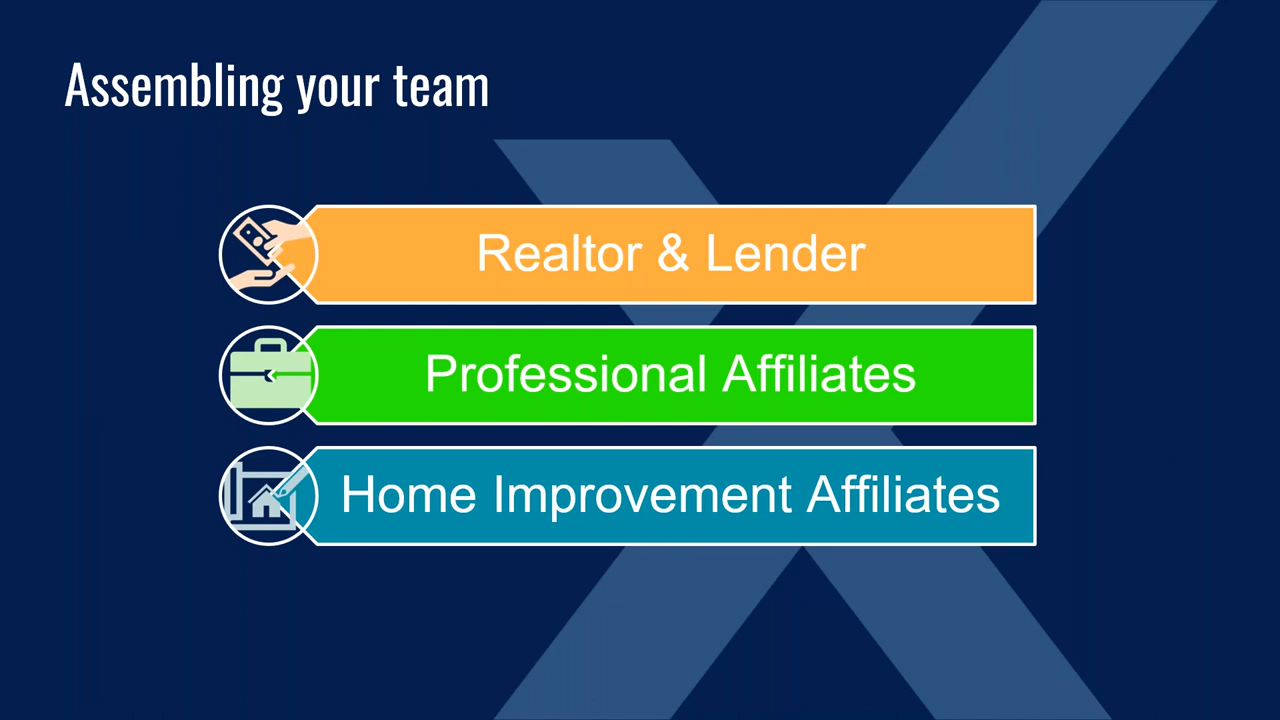 Assembling your team
Realtor & Lender
Professional Affiliates
Home Improvement Affiliates